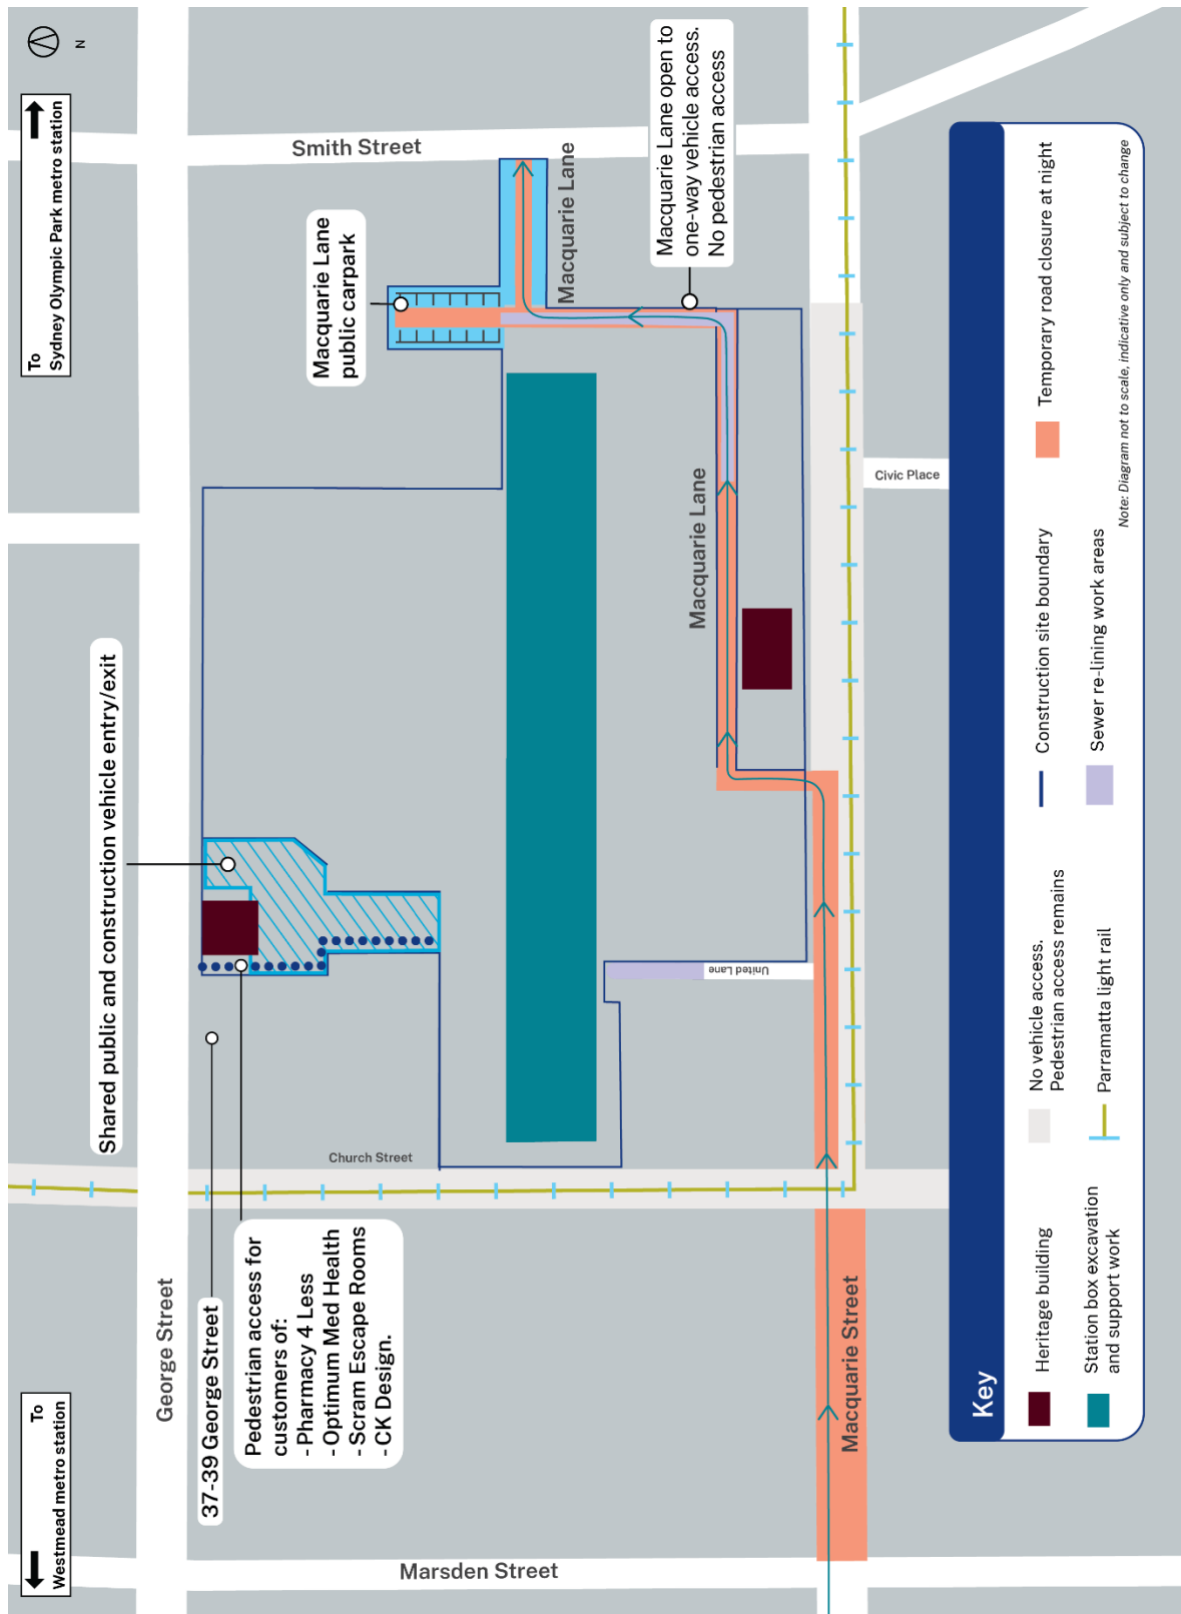 To
Westmead metro station
To
Sydney Olympic Park metro station
N
Shared public and construction vehicle entry/exit
37-39 George Street
George Street
Pedestrian access for
customers of:
- Pharmacy 4 Less
- Optimum Med Health
- Scram Escape Rooms
- CK Design.
Church Street
Marsden Street
Smith Street
Macquarie Lane
public carpark
Macquarie Lane
Macquarie Lane open to
one-way vehicle access.
No pedestrian access
Macquarie Lane
United Lane
Macquarie Street
Civic Place
Key
Heritage building
Station box excavation
and support work
No vehicle access.
Pedestrian access remains
Parramatta light rail
Construction site boundary
Sewer re-lining work areas
Temporary road closure at night
Note: Diagram not to scale, indicative only and subject to change